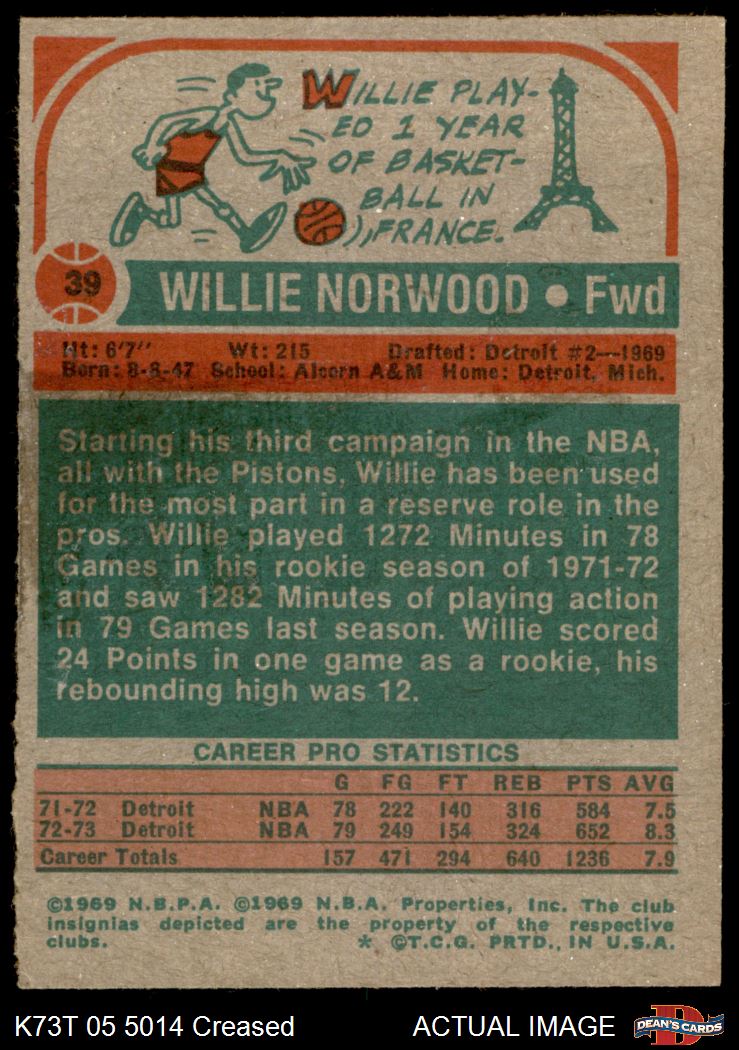 WILLIE PLAY-
ED 1 YEAR
OF BASKET-
BALL IN
FRANCE.
39
WILLIE NORWOOD • Fwd
Ht: 6'7" Wt: 215 Drafted: Detroit #2—1969
Born: 8-8-47 School: Alcorn A&M Home: Detroit, Mich.
Starting his third campaign in the NBA,
all with the Pistons, Willie has been used
for the most part in a reserve role in the
pros. Willie played 1272 Minutes in 78
Games in his rookie season of 1971-72
and saw 1282 Minutes of playing action
in 79 Games last season. Willie scored
24 Points in one game as a rookie, his
rebounding high was 12.
CAREER PRO STATISTICS
G FG FT REB PTS AVG
71-72 Detroit NBA 78 222 140 316 584 7.5
72-73 Detroit NBA 79 249 154 324 652 8.3
Career Totals 157 471 294 640 1236 7.9
©1969 N.B.P.A. ©1969 N.B.A. Properties, Inc. The club
insignias depicted are the property of the respective
clubs. * ©T.C.G. PRTD., IN U.S.A.
K73T 05 5014 Creased ACTUAL IMAGE DEAN'S CARDS